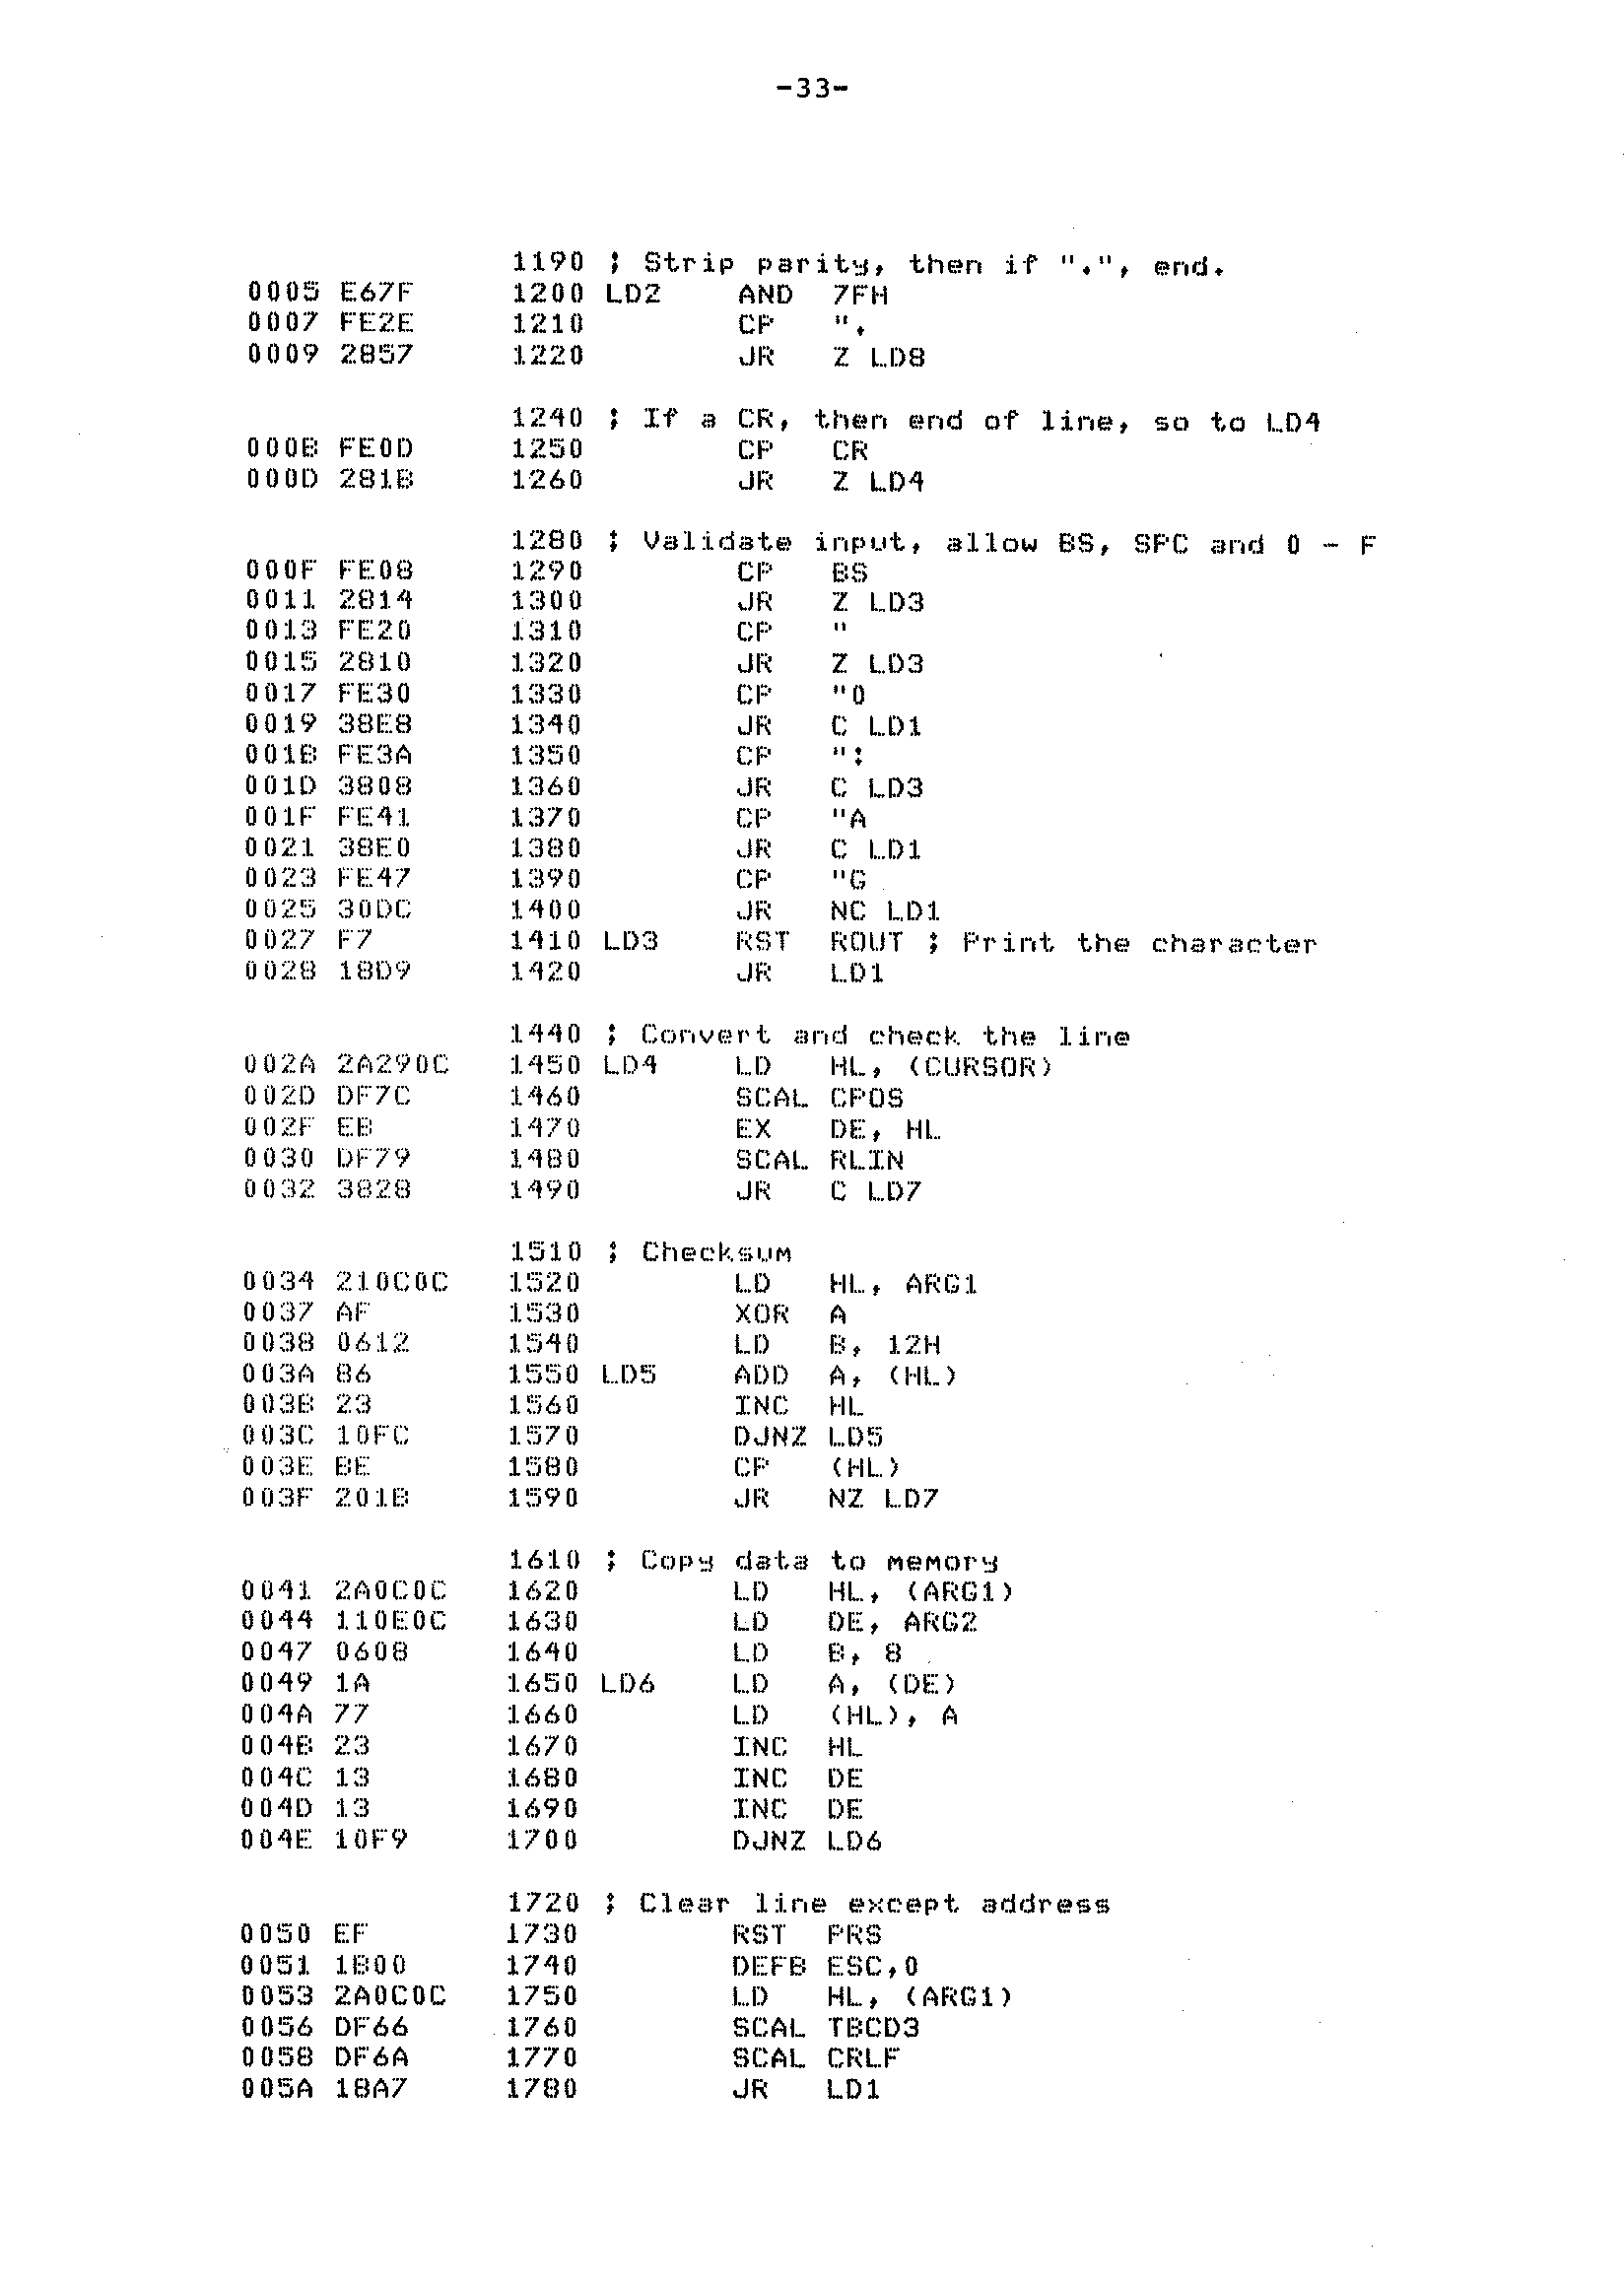 -33-
1190 ; Strip parity, then if ".", end.
0005 E67F 1200 LD2 AND 7FH
0007 FE2E 1210 CP ".
0009 2857 1220 JR Z LD8
1240 ; If a CR, then end of line, so to LD4
000B FE0D 1250 CP CR
000D 281B 1260 JR Z LD4
1280 ; Validate input, allow BS, SPC and 0 - F
000F FE08 1290 CP BS
0011 2814 1300 JR Z LD3
0013 FE20 1310 CP "
0015 2810 1320 JR Z LD3
0017 FE30 1330 CP "0
0019 38E8 1340 JR C LD1
001B FE3A 1350 CP ":
001D 3808 1360 JR C LD3
001F FE41 1370 CP "A
0021 38E0 1380 JR C LD1
0023 FE47 1390 CP "G
0025 30DC 1400 JR NC LD1
0027 F7 1410 LD3 RST ROUT ; Print the character
0028 18D9 1420 JR LD1
1440 ; Convert and check the line
002A 2A290C 1450 LD4 LD HL, (CURSOR)
002D DF7C 1460 SCAL CPOS
002F EB 1470 EX DE, HL
0030 DF79 1480 SCAL RLIN
0032 3828 1490 JR C LD7
1510 ; Checksum
0034 210C0C 1520 LD HL, ARG1
0037 AF 1530 XOR A
0038 0612 1540 LD B, 12H
003A 86 1550 LD5 ADD A, (HL)
003B 23 1560 INC HL
003C 10FC 1570 DJNZ LD5
003E BE 1580 CP (HL)
003F 201B 1590 JR NZ LD7
1610 ; Copy data to memory
0041 2A0C0C 1620 LD HL, (ARG1)
0044 110E0C 1630 LD DE, ARG2
0047 0608 1640 LD B, 8
0049 1A 1650 LD6 LD A, (DE)
004A 77 1660 LD (HL), A
004B 23 1670 INC HL
004C 13 1680 INC DE
004D 13 1690 INC DE
004E 10F9 1700 DJNZ LD6
1720 ; Clear line except address
0050 EF 1730 RST PRS
0051 1B00 1740 DEFB ESC,0
0053 2A0C0C 1750 LD HL, (ARG1)
0056 DF66 1760 SCAL TBCD3
0058 DF6A 1770 SCAL CRLF
005A 18A7 1780 JR LD1